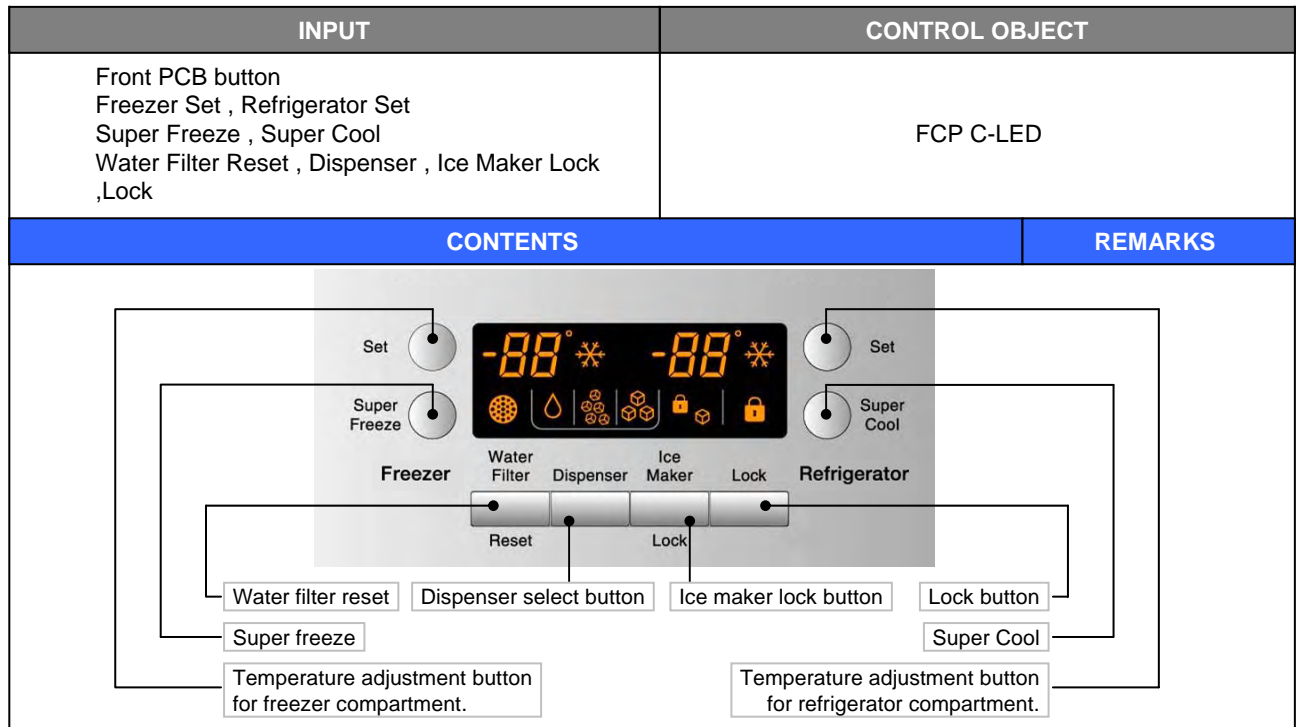 INPUT
CONTROL OBJECT
Front PCB button
Freezer Set , Refrigerator Set
Super Freeze , Super Cool
Water Filter Reset , Dispenser , Ice Maker Lock
,Lock
FCP C-LED
CONTENTS
REMARKS
Set
-88°
-88°
Set
Super
Freeze
Super
Cool
Freezer
Water
Filter
Dispenser
Ice
Maker
Lock
Refrigerator
Reset
Lock
Water filter reset
Dispenser select button
Ice maker lock button
Lock button
Super freeze
Super Cool
Temperature adjustment button
for freezer compartment.
Temperature adjustment button
for refrigerator compartment.